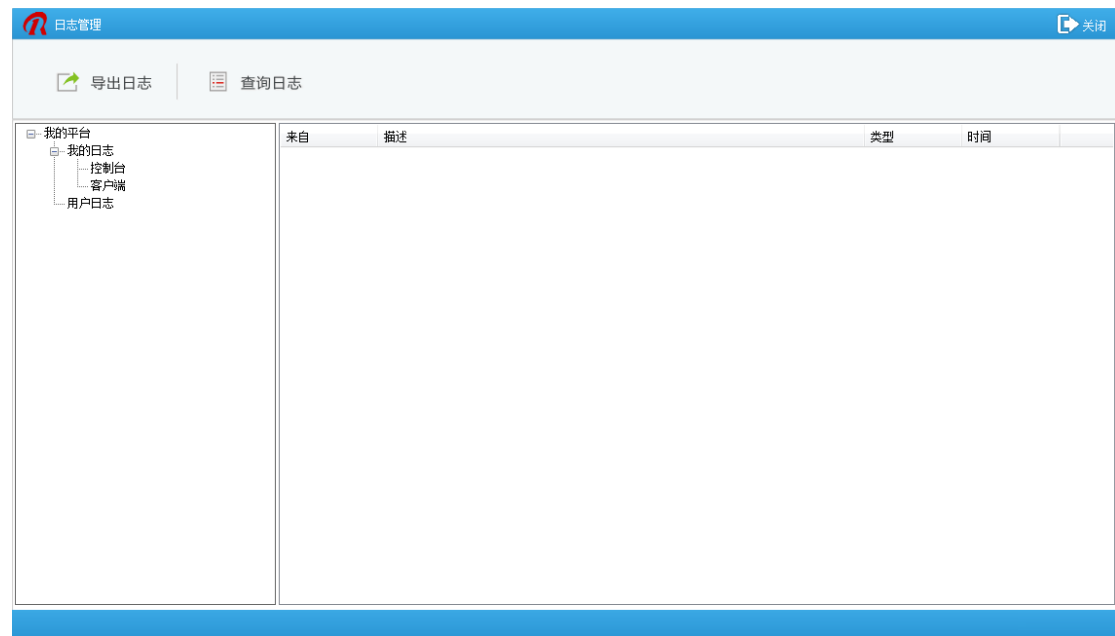 日志管理
关闭
导出日志
查询日志
我的平台
我的日志
控制台
客户端
用户日志
来自 描述 类型 时间